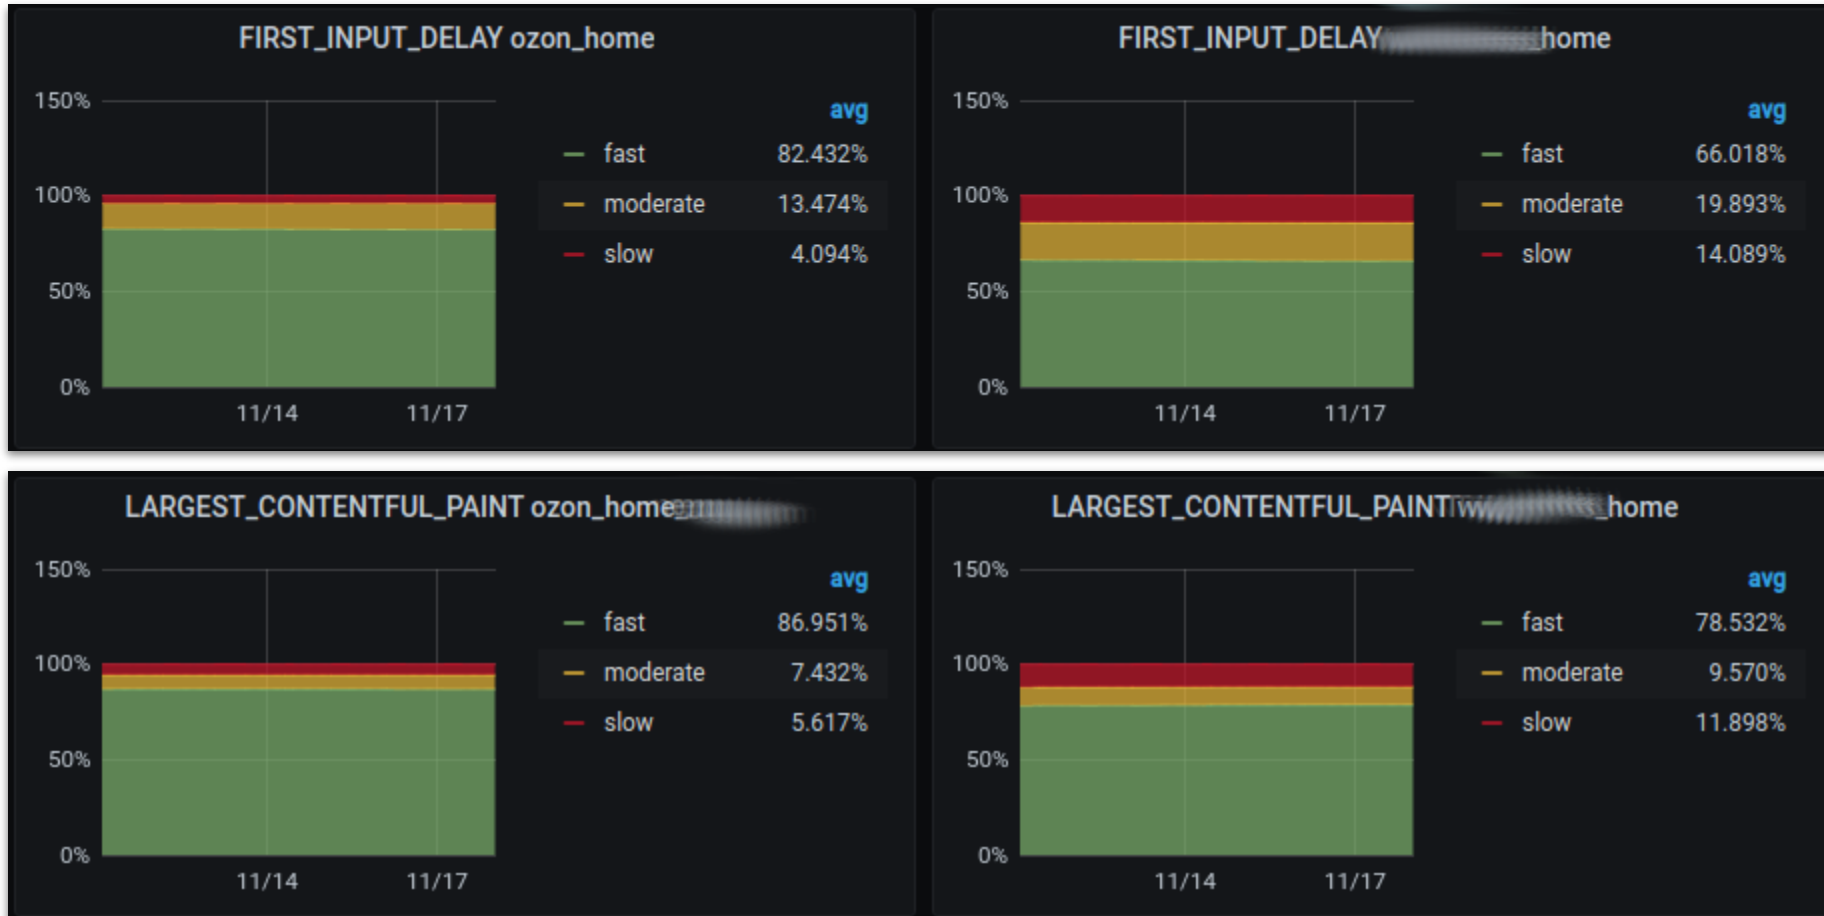 FIRST_INPUT_DELAY ozon_home
150%
100%
50%
0%
11/14 11/17
avg
fast 82.432%
moderate 13.474%
slow 4.094%
FIRST_INPUT_DELAY _home
150%
100%
50%
0%
11/14 11/17
avg
fast 66.018%
moderate 19.893%
slow 14.089%
LARGEST_CONTENTFUL_PAINT ozon_home
150%
100%
50%
0%
11/14 11/17
avg
fast 86.951%
moderate 7.432%
slow 5.617%
LARGEST_CONTENTFUL_PAINT _home
150%
100%
50%
0%
11/14 11/17
avg
fast 78.532%
moderate 9.570%
slow 11.898%